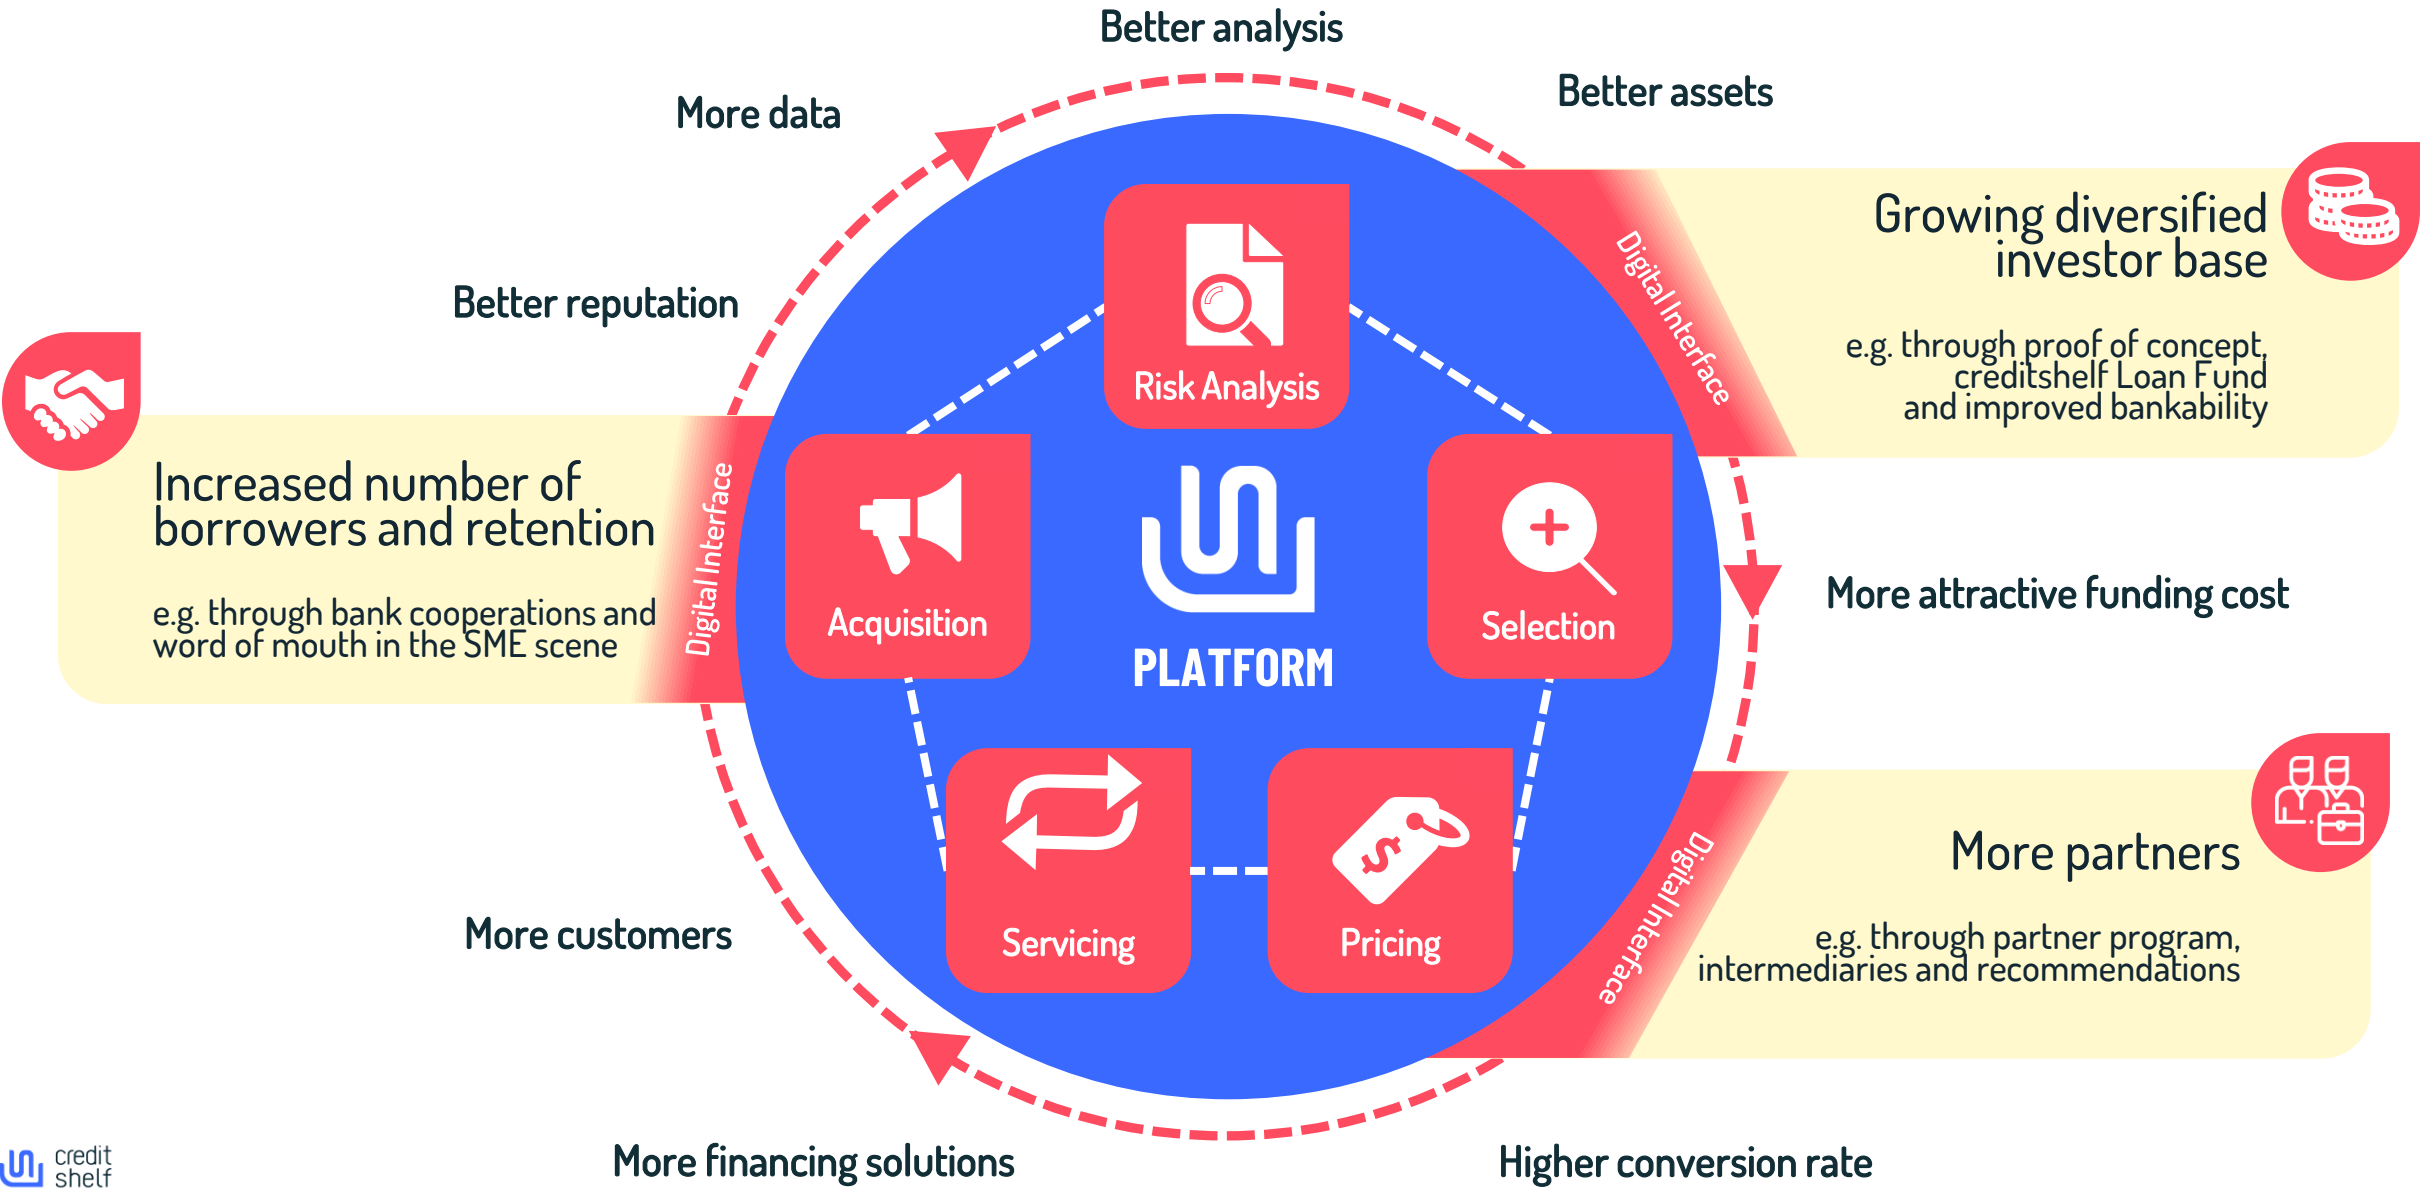 Better analysis
Better assets
More data
Growing diversified
investor base
e.g. through proof of concept,
creditshelf Loan Fund
and improved bankability
Digital Interface
Better reputation
Risk Analysis
Increased number of
borrowers and retention
e.g. through bank cooperations and
word of mouth in the SME scene
Digital Interface
Acquisition
PLATFORM
Selection
More attractive funding cost
Servicing
Pricing
Digital Interface
More partners
e.g. through partner program,
intermediaries and recommendations
More customers
More financing solutions
Higher conversion rate
credit
shelf